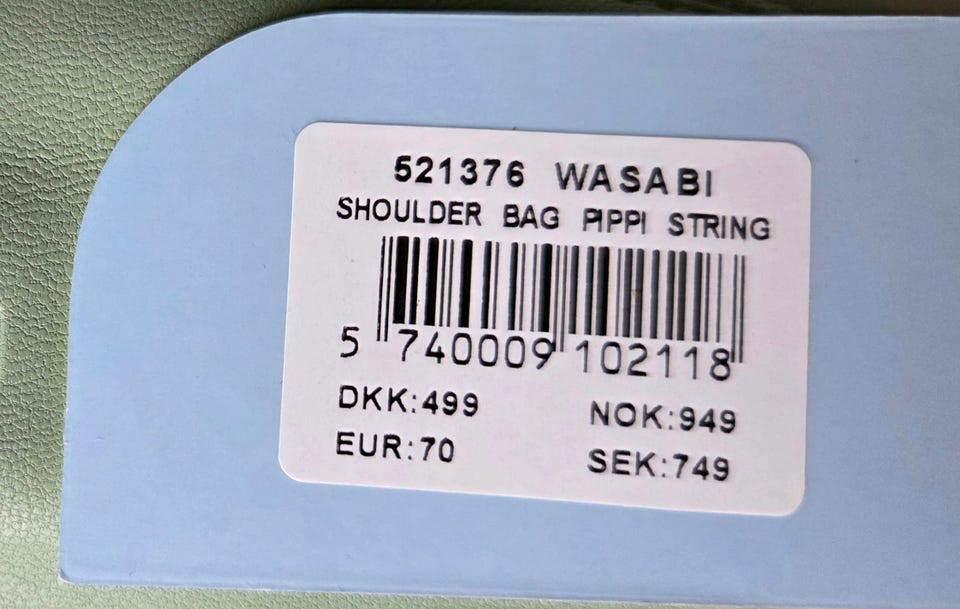 521376 WASABI
SHOULDER BAG PIPPI STRING
5 740009 102118
DKK:499 NOK:949
EUR:70 SEK:749